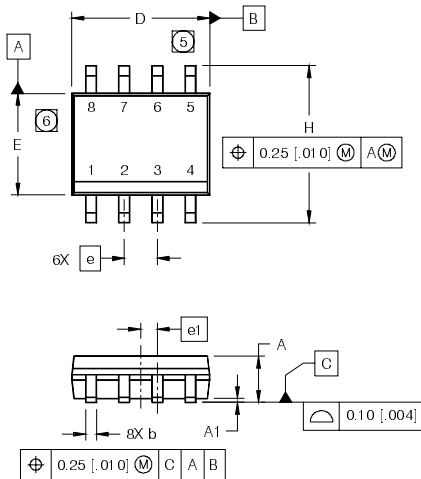 D
B
A
5
8 7 6 5
6
E
H
⌖ 0.25 [.010] Ⓜ AⓂ
1 2 3 4
6X e
e1
A
C
A1
⌓ 0.10 [.004]
8X b
⌖ 0.25 [.010] Ⓜ C A B